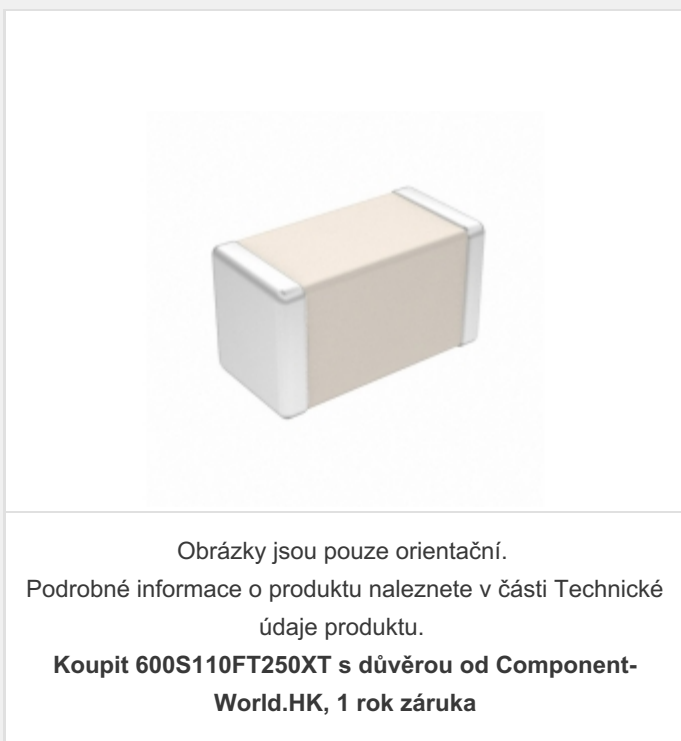 Obrázky jsou pouze orientační.
Podrobné informace o produktu naleznete v části Technické
údaje produktu.
Koupit 600S110FT250XT s důvěrou od Component-
World.HK, 1 rok záruka